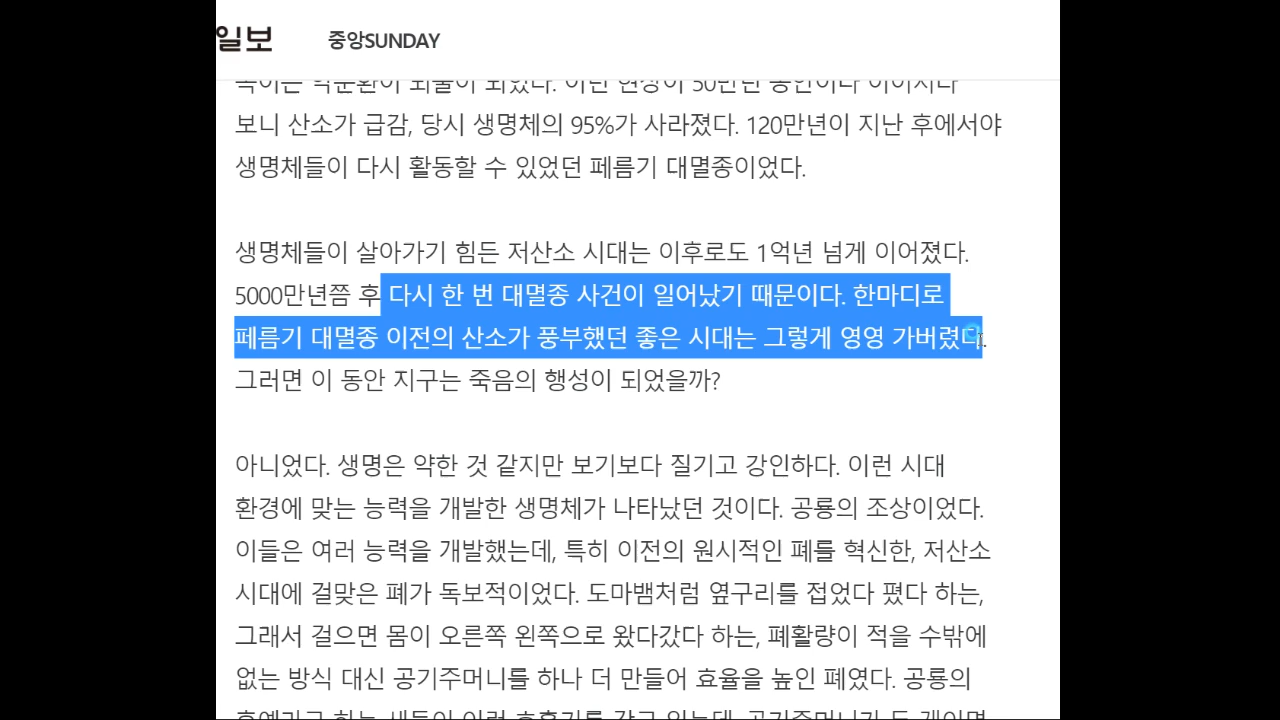 일보
중앙SUNDAY
보니 산소가 급감, 당시 생명체의 95%가 사라졌다. 120만년이 지난 후에서야
생명체들이 다시 활동할 수 있었던 페름기 대멸종이었다.
생명체들이 살아가기 힘든 저산소 시대는 이후로도 1억년 넘게 이어졌다.
5000만년쯤 후 다시 한 번 대멸종 사건이 일어났기 때문이다. 한마디로
페름기 대멸종 이전의 산소가 풍부했던 좋은 시대는 그렇게 영영 가버렸다.
그러면 이 동안 지구는 죽음의 행성이 되었을까?
아니었다. 생명은 약한 것 같지만 보기보다 질기고 강인하다. 이런 시대
환경에 맞는 능력을 개발한 생명체가 나타났던 것이다. 공룡의 조상이었다.
이들은 여러 능력을 개발했는데, 특히 이전의 원시적인 폐를 혁신한, 저산소
시대에 걸맞은 폐가 독보적이었다. 도마뱀처럼 옆구리를 접었다 폈다 하는,
그래서 걸으면 몸이 오른쪽 왼쪽으로 왔다갔다 하는, 폐활량이 적을 수밖에
없는 방식 대신 공기주머니를 하나 더 만들어 효율을 높인 폐였다. 공룡의